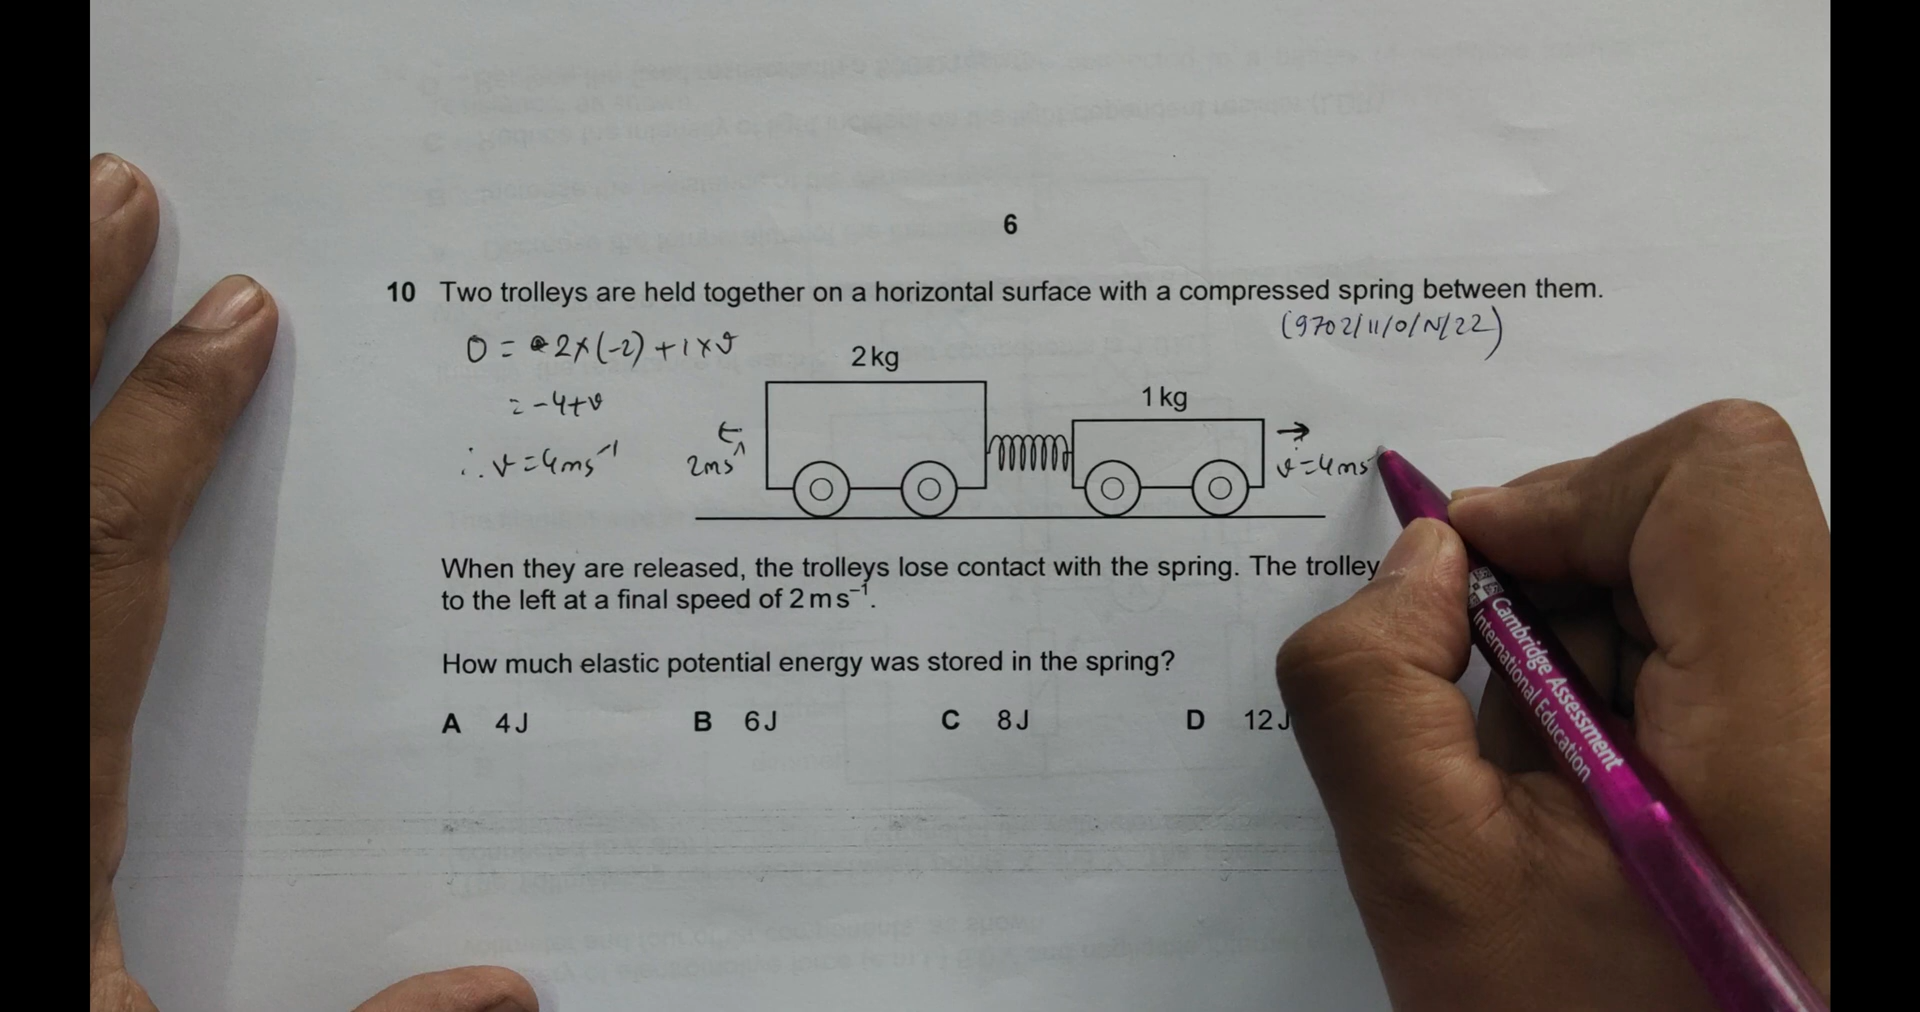 6
10 Two trolleys are held together on a horizontal surface with a compressed spring between them.
(9702/11/O/N/22)
0 = 2×(-2) + 1×v
= -4+v
∴ v = 4ms⁻¹
2kg
1kg
2ms⁻¹
v=4ms⁻
When they are released, the trolleys lose contact with the spring. The trolley
to the left at a final speed of 2 m s⁻¹.
How much elastic potential energy was stored in the spring?
A 4J B 6J C 8J D 12J
Cambridge Assessment
International Education